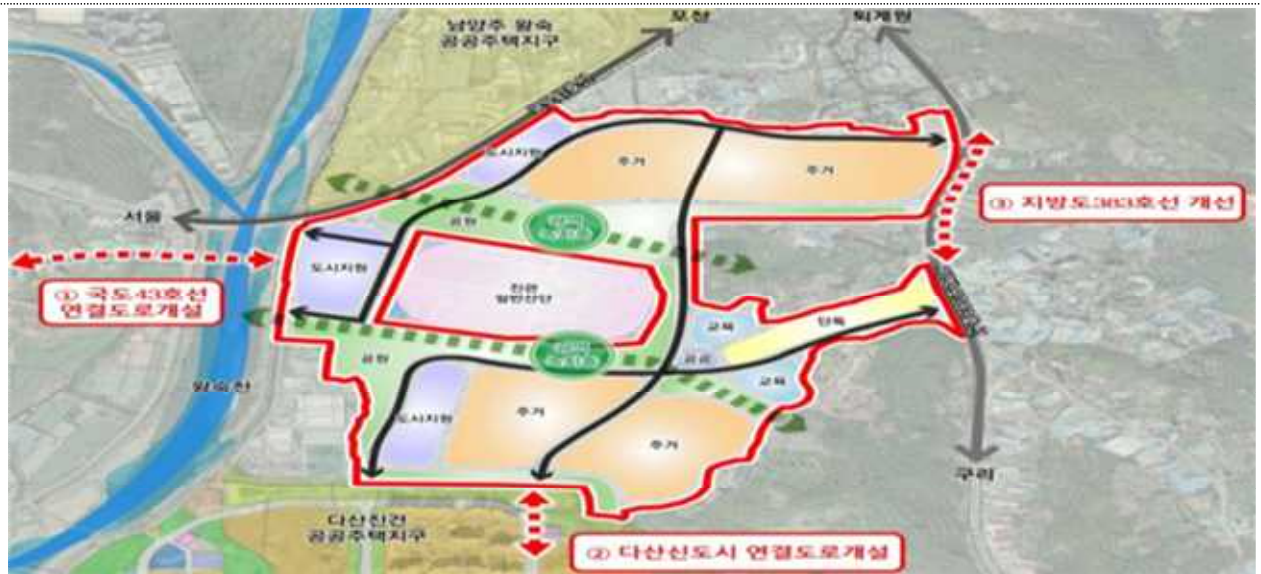 남양주 왕숙
공공주택지구
포천
퇴계원
도시지원
주거
주거
서울
공원
③ 지방도383호선 개선
도시지원
진관
일반산단
① 국도43호선
연결도로개설
교육
단독
공원
공공
교육
왕숙천
도시지원
주거
주거
구리
다산진건
공공주택지구
② 다산신도시 연결도로개설